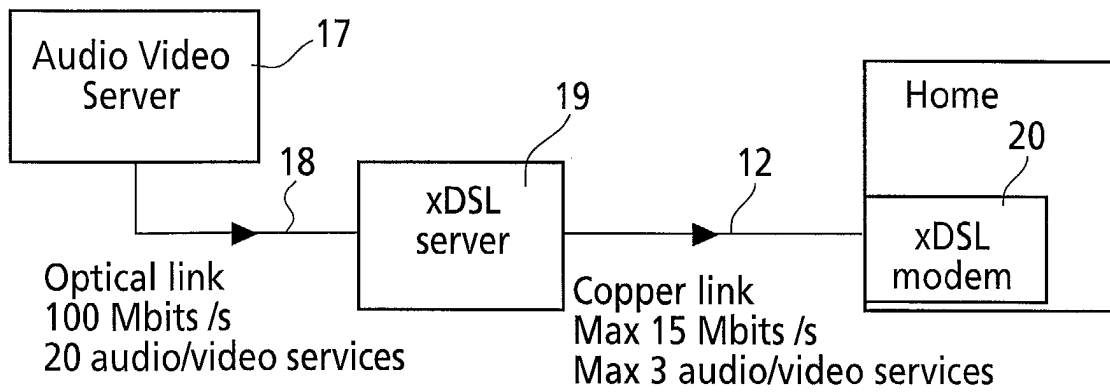 Audio Video
Server
17
18
xDSL
server
19
12
Home
20
xDSL
modem
Optical link
100 Mbits /s
20 audio/video services
Copper link
Max 15 Mbits /s
Max 3 audio/video services